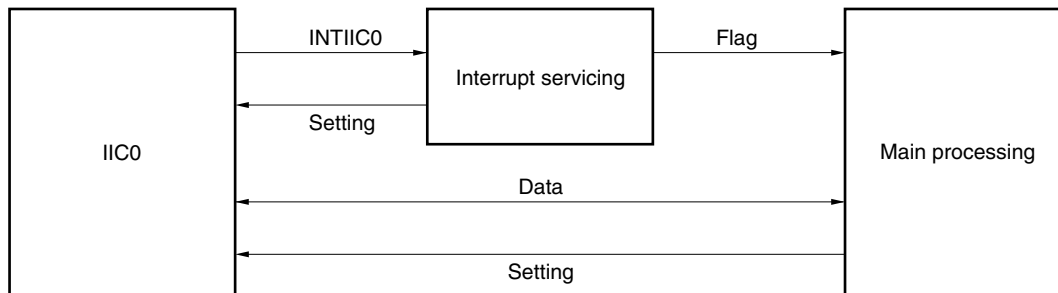 INTIIC0
Flag
Interrupt servicing
Setting
IIC0
Main processing
Data
Setting